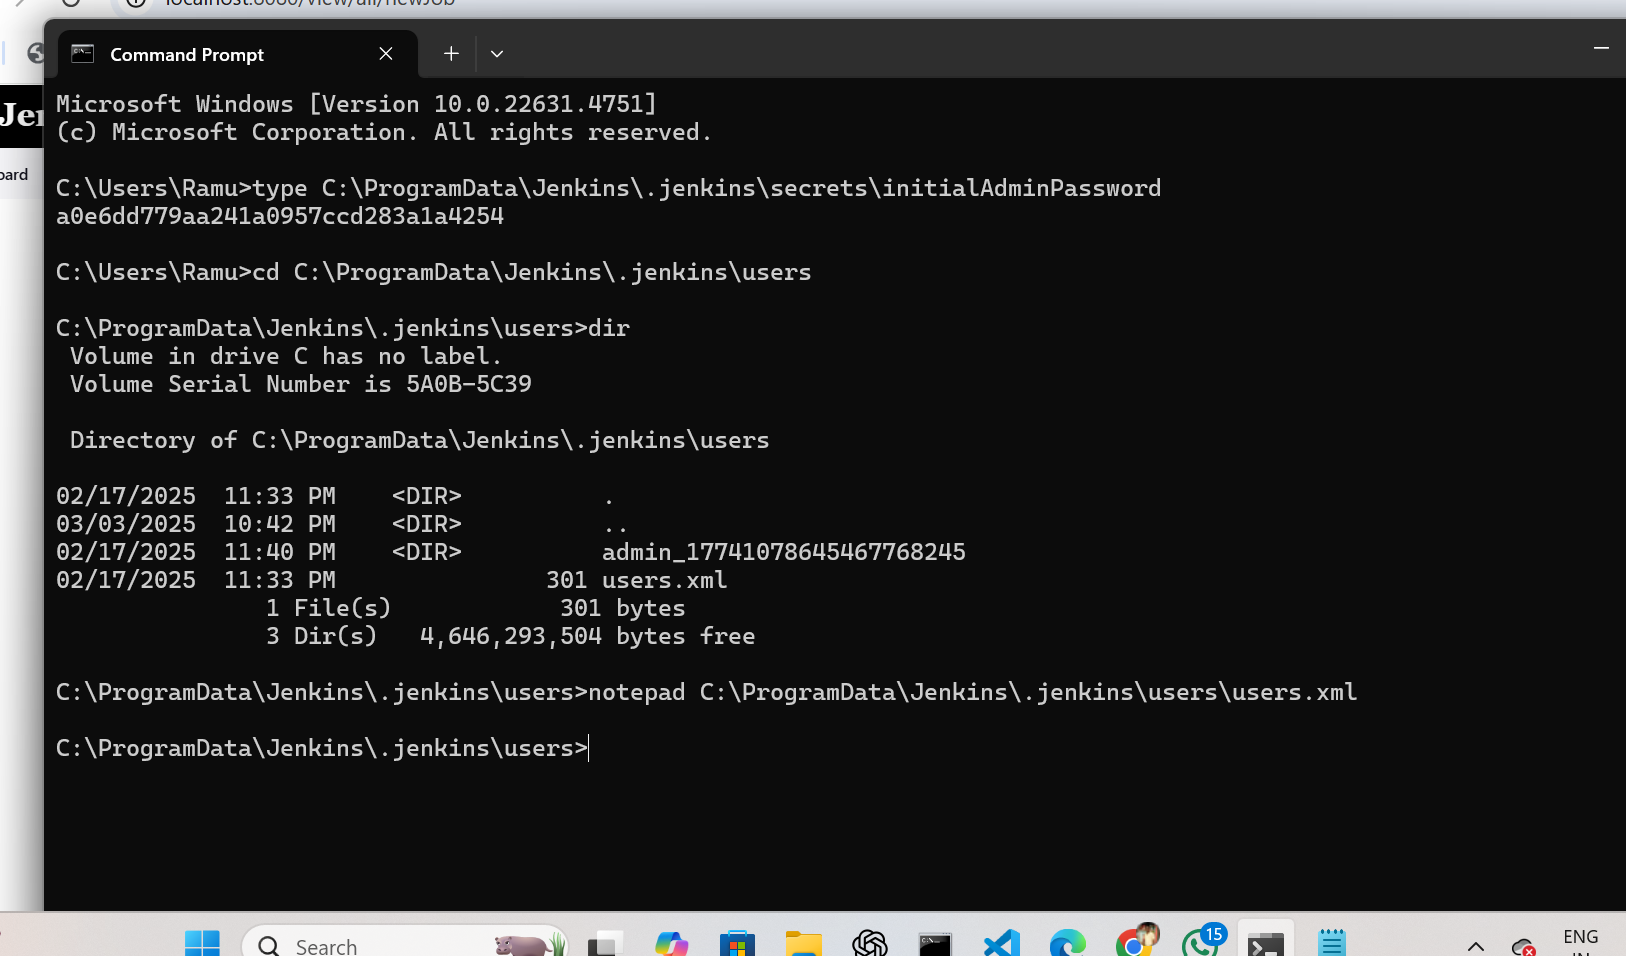 localhost:8080/view/all/newJob
Command Prompt
Jen
oard
Microsoft Windows [Version 10.0.22631.4751]
(c) Microsoft Corporation. All rights reserved.
C:\Users\Ramu>type C:\ProgramData\Jenkins\.jenkins\secrets\initialAdminPassword
a0e6dd779aa241a0957ccd283a1a4254
C:\Users\Ramu>cd C:\ProgramData\Jenkins\.jenkins\users
C:\ProgramData\Jenkins\.jenkins\users>dir
Volume in drive C has no label.
Volume Serial Number is 5A0B-5C39
Directory of C:\ProgramData\Jenkins\.jenkins\users
02/17/2025  11:33 PM    <DIR>          .
03/03/2025  10:42 PM    <DIR>          ..
02/17/2025  11:40 PM    <DIR>          admin_17741078645467768245
02/17/2025  11:33 PM               301 users.xml
1 File(s)            301 bytes
3 Dir(s)   4,646,293,504 bytes free
C:\ProgramData\Jenkins\.jenkins\users>notepad C:\ProgramData\Jenkins\.jenkins\users\users.xml
C:\ProgramData\Jenkins\.jenkins\users>
Search
15
ENG
IN